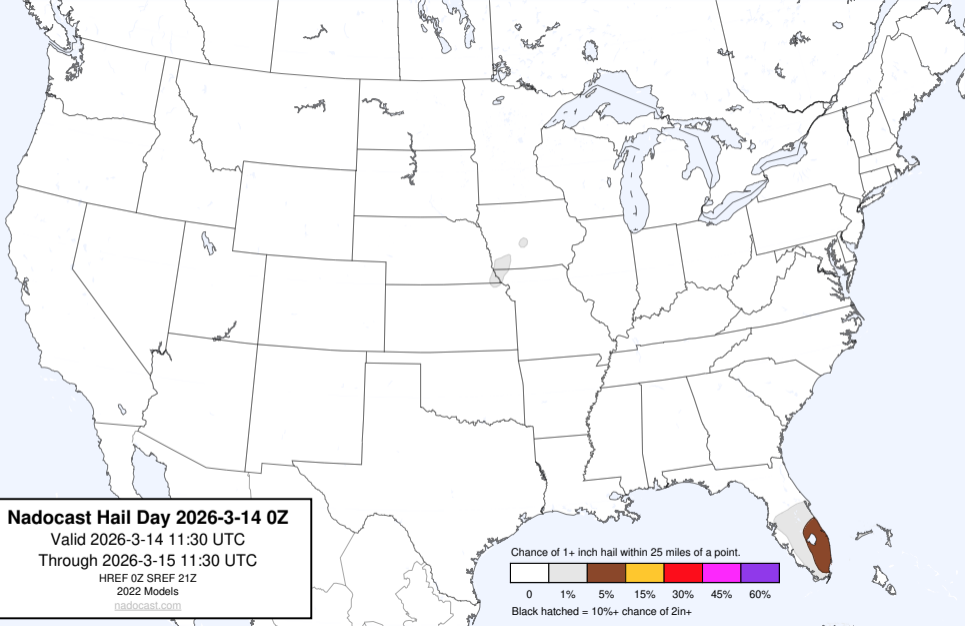 Nadocast Hail Day 2026-3-14 0Z
Valid 2026-3-14 11:30 UTC
Through 2026-3-15 11:30 UTC
HREF 0Z SREF 21Z
2022 Models
nadocast.com
Chance of 1+ inch hail within 25 miles of a point.
0 1% 5% 15% 30% 45% 60%
Black hatched = 10%+ chance of 2in+